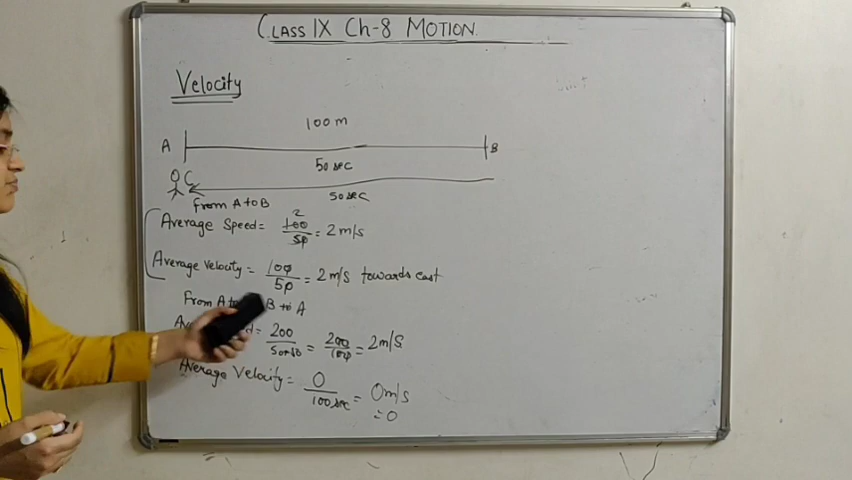 CLASS IX CH-8 MOTION
Velocity
100 m
A B
50 sec
50 sec
from A to B
Average Speed = 100/50 = 2 m/s
2
Average velocity = 100/50 = 2 m/s towards east
From A to B to A
200/50+50 = 200/100 = 2 m/s
Average Velocity = 0/100 sec = 0 m/s
= 0